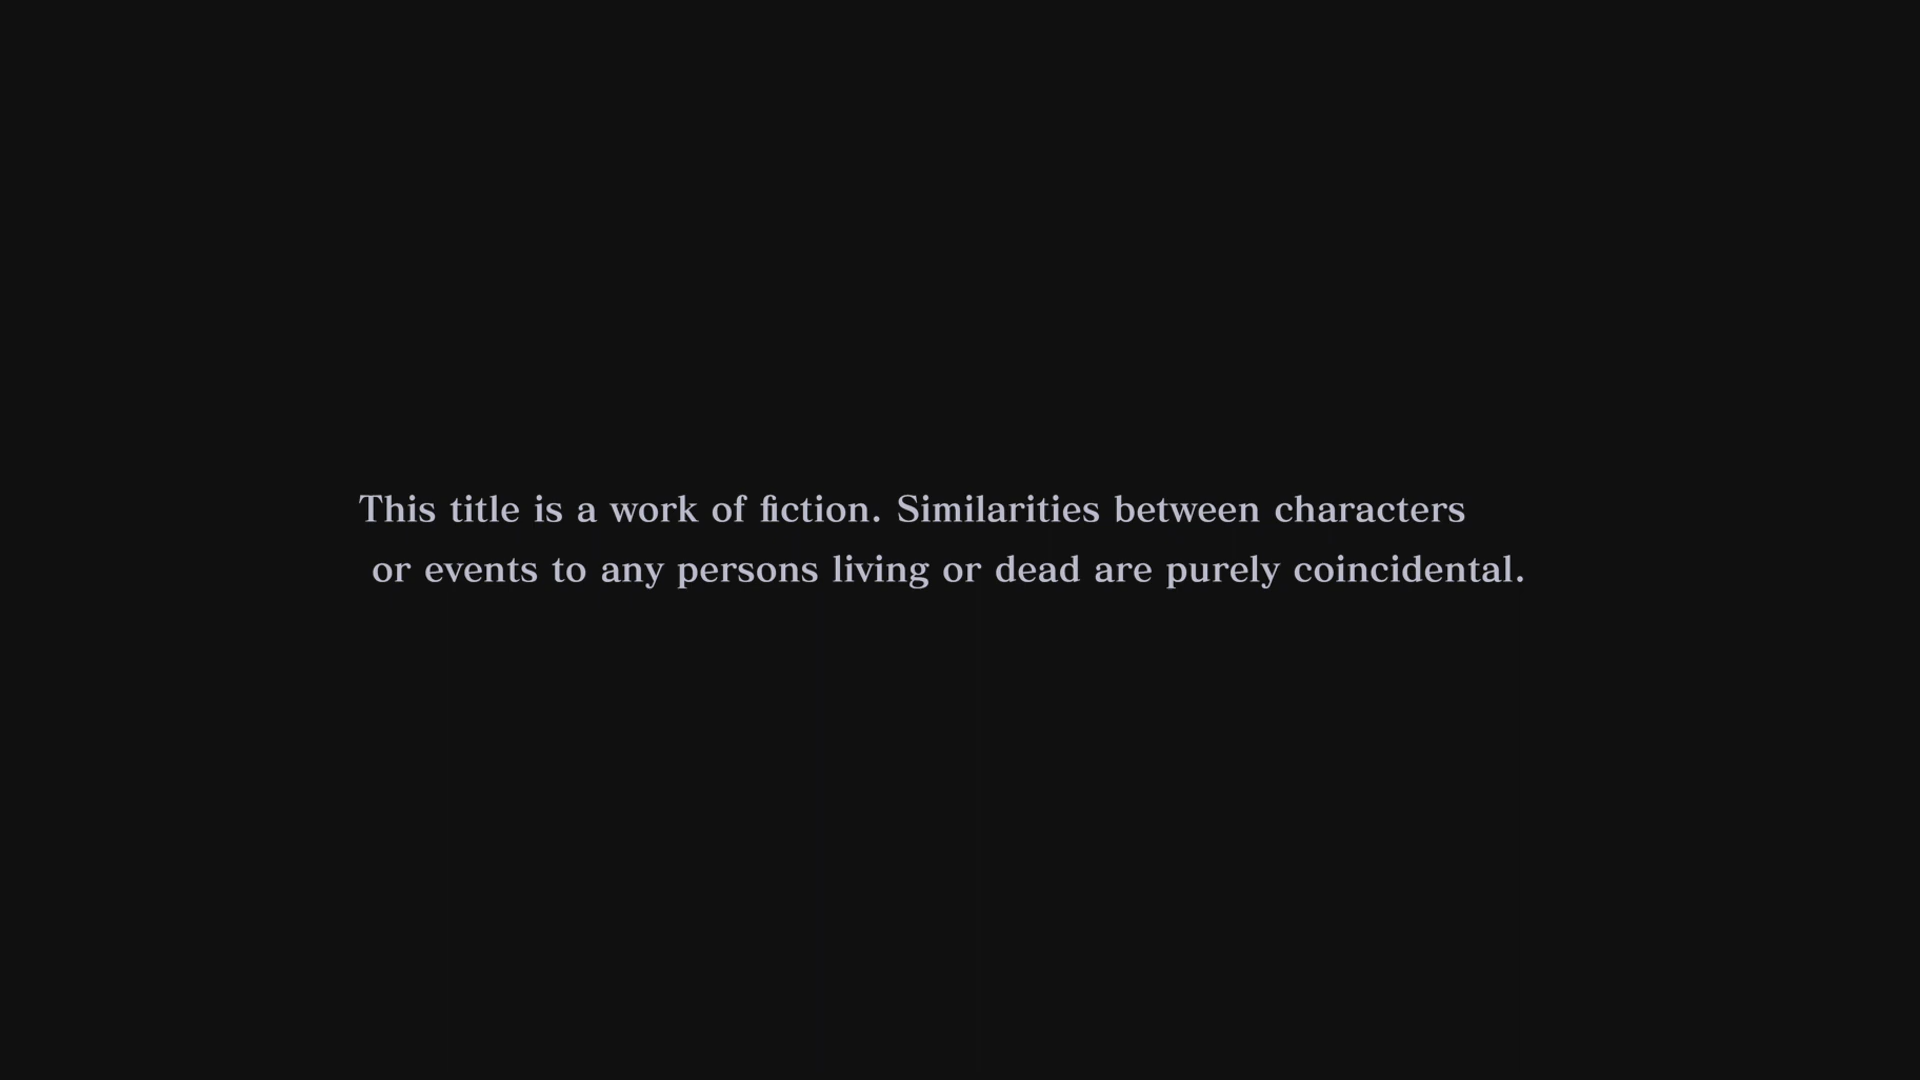 This title is a work of fiction. Similarities between characters
or events to any persons living or dead are purely coincidental.